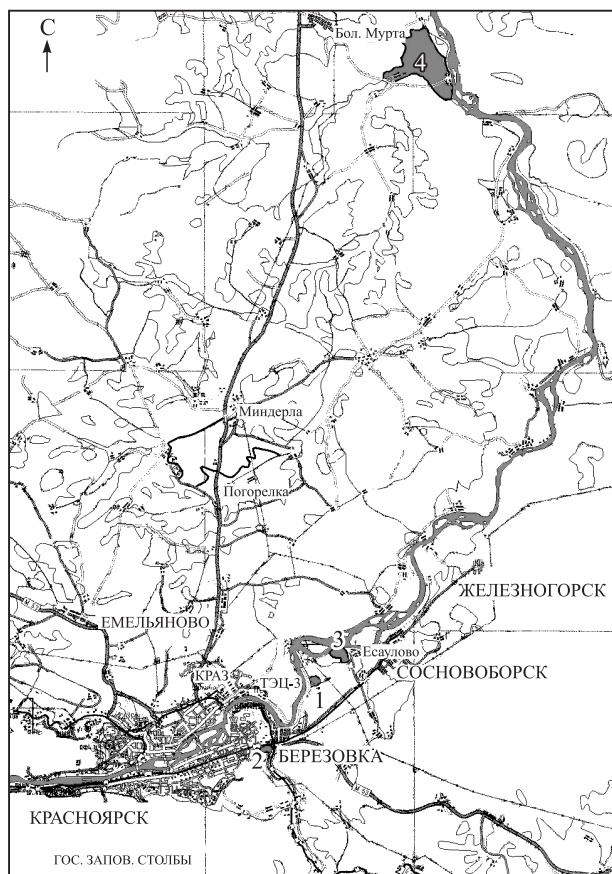 С
Бол. Мурта
4
Миндерла
Погорелка
ЖЕЛЕЗНОГОРСК
ЕМЕЛЬЯНОВО
3
Есаулово
СОСНОВОБОРСК
КРАЗ
ТЭЦ-3
1
БЕРЕЗОВКА
2
М 53
КРАСНОЯРСК
ГОС. ЗАПОВ. СТОЛБЫ